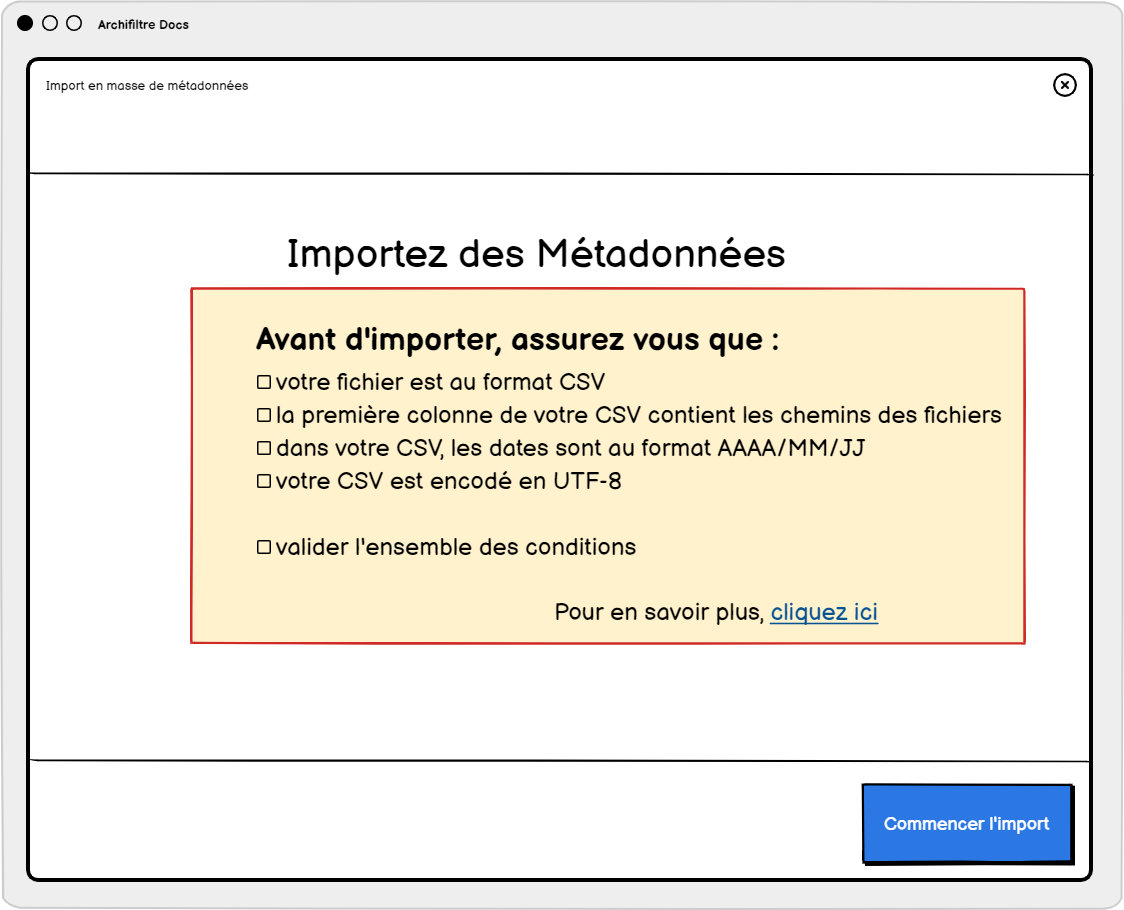 Archifiltre Docs
Import en masse de métadonnées
Importez des Métadonnées
Avant d'importer, assurez vous que :
votre fichier est au format CSV
la première colonne de votre CSV contient les chemins des fichiers
dans votre CSV, les dates sont au format AAAA/MM/JJ
votre CSV est encodé en UTF-8
valider l'ensemble des conditions
Pour en savoir plus, cliquez ici
Commencer l'import